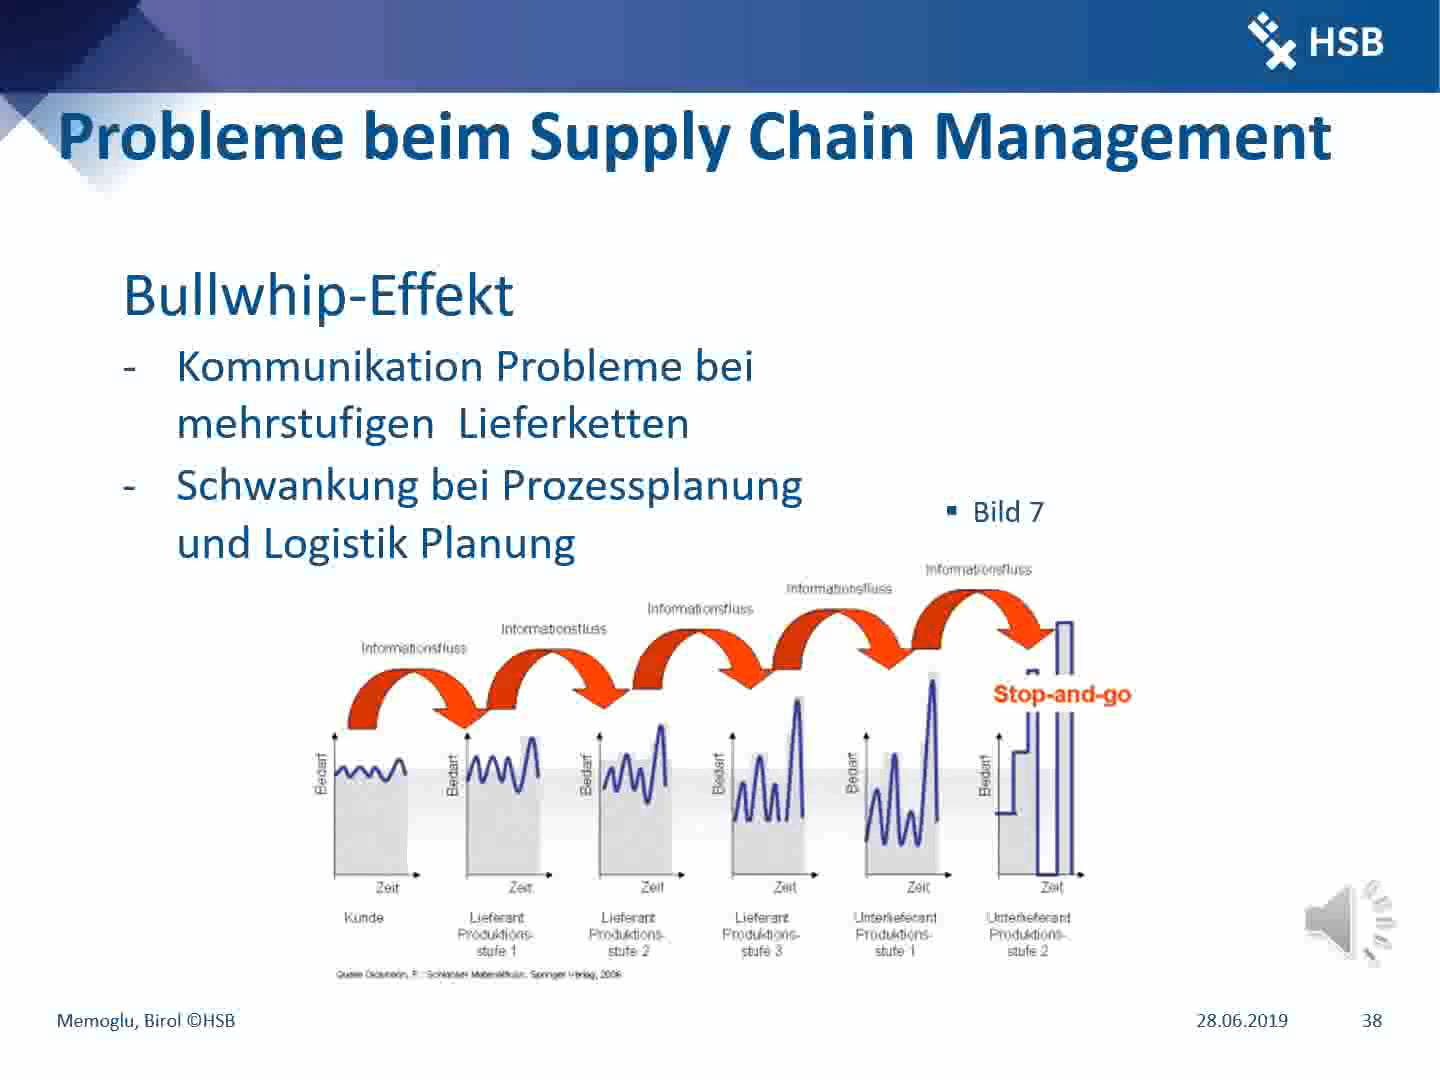 HSB
Probleme beim Supply Chain Management
Bullwhip-Effekt
- Kommunikation Probleme bei
mehrstufigen Lieferketten
- Schwankung bei Prozessplanung
und Logistik Planung
▪ Bild 7
Informationsfluss
Informationsfluss
Informationsfluss
Informationsfluss
Informationsfluss
Stop-and-go
Bedarf
Bedarf
Bedarf
Bedarf
Bedarf
Bedarf
Zeit
Zeit
Zeit
Zeit
Zeit
Zeit
Kunde
Lieferant
Produktions-
stufe 1
Lieferant
Produktions-
stufe 2
Lieferant
Produktions-
stufe 3
Unterlieferant
Produktions-
stufe 1
Unterlieferant
Produktions-
stufe 2
Springer Verlag, 2006
Memoglu, Birol ©HSB
28.06.2019
38